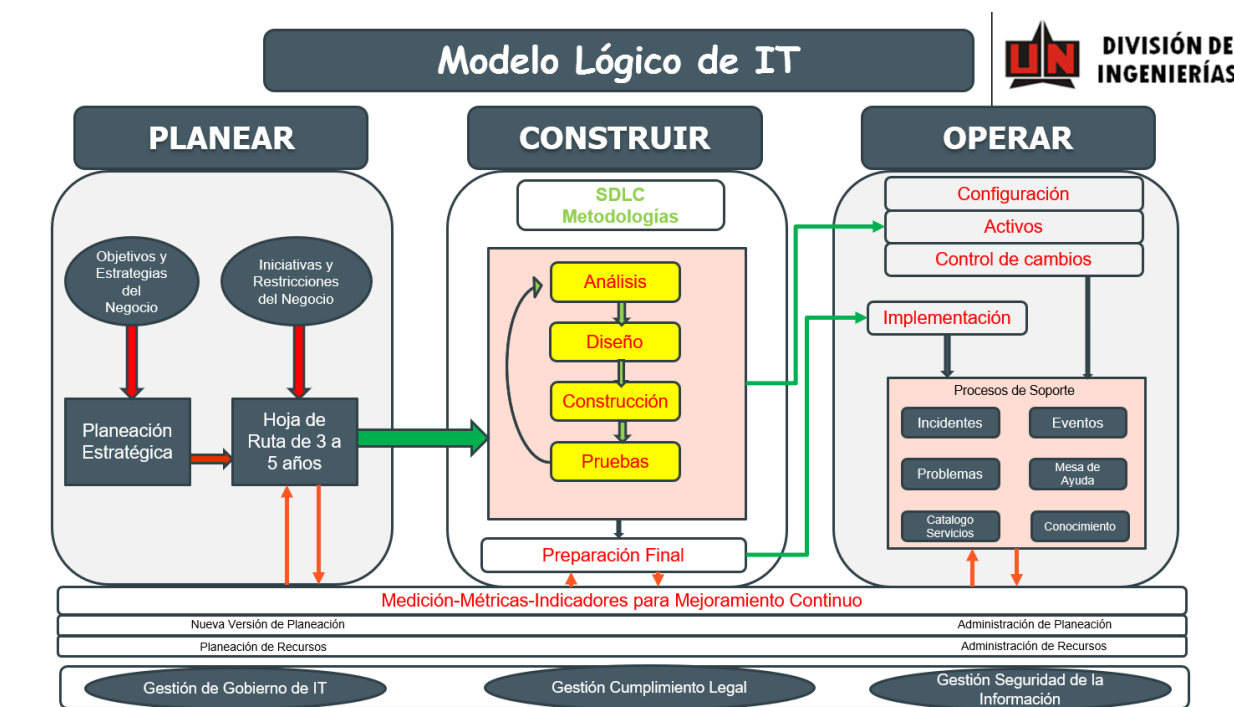 Modelo Lógico de IT
UN
DIVISIÓN DE
INGENIERÍAS
PLANEAR
CONSTRUIR
OPERAR
Objetivos y
Estrategias
del
Negocio
Iniciativas y
Restricciones
del Negocio
Planeación
Estratégica
Hoja de
Ruta de 3 a
5 años
SDLC
Metodologías
Análisis
Diseño
Construcción
Pruebas
Preparación Final
Configuración
Activos
Control de cambios
Implementación
Procesos de Soporte
Incidentes
Eventos
Problemas
Mesa de
Ayuda
Catalogo
Servicios
Conocimiento
Medición-Métricas-Indicadores para Mejoramiento Continuo
Nueva Versión de Planeación
Administración de Planeación
Planeación de Recursos
Administración de Recursos
Gestión de Gobierno de IT
Gestión Cumplimiento Legal
Gestión Seguridad de la
Información